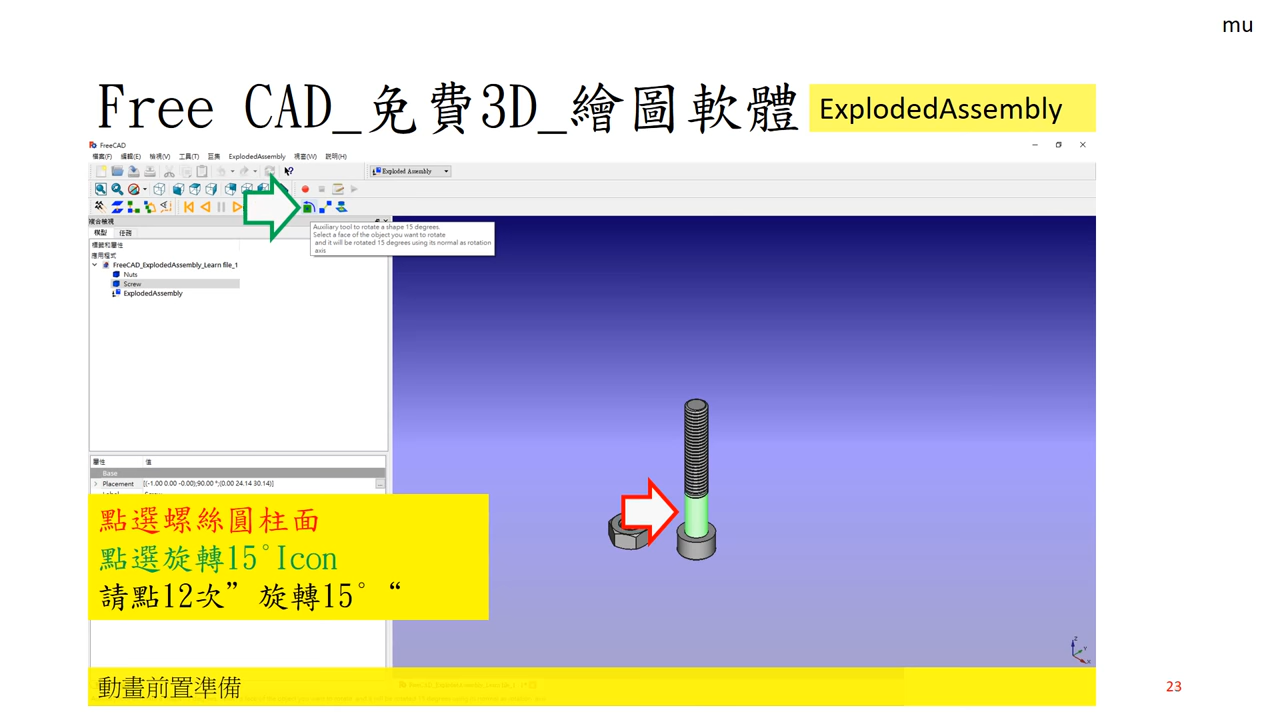 mu
Free CAD_免費3D_繪圖軟體
ExplodedAssembly
FreeCAD
檔案(F) 編輯(E) 檢視(V) 工具(T) 巨集 ExplodedAssembly 視窗(W) 說明(H)
Exploded Assembly
Auxiliary tool to rotate a shape 15 degrees.
Select a face of the object you want to rotate
and it will be rotated 15 degrees using its normal as rotation
axis
複合檢視
模型 任務
標籤和屬性
應用程式
FreeCAD_ExplodedAssembly_Learn file_1
Nuts
Screw
ExplodedAssembly
屬性 值
Base
Placement [(-1.00 0.00 -0.00);90.00 °;(0.00 24.14 30.14)]
點選螺絲圓柱面
點選旋轉15°Icon
請點12次”旋轉15°“
Z
Y
X
動畫前置準備
23